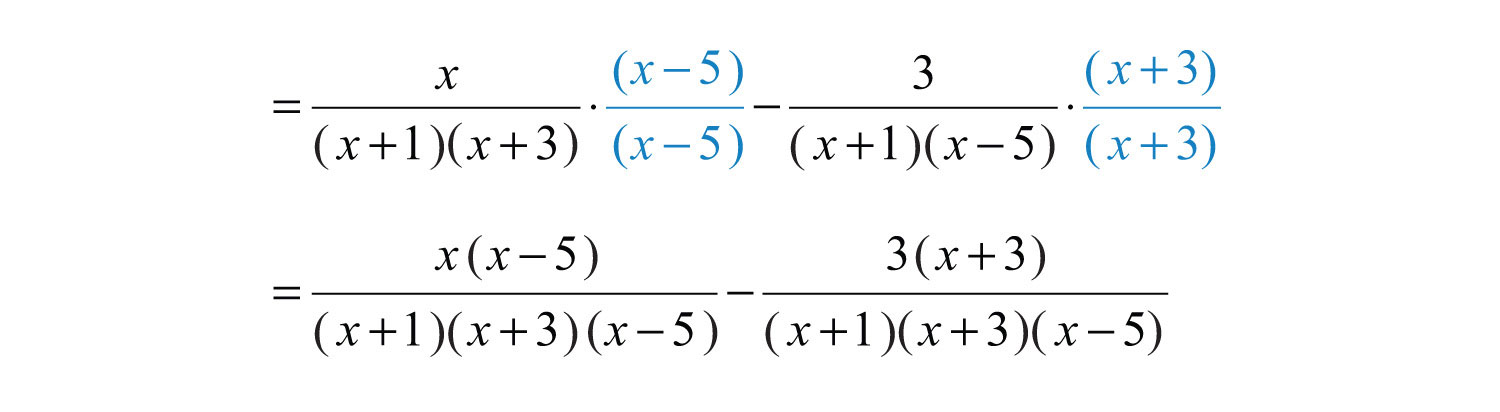 = x/((x+1)(x+3)) · (x−5)/(x−5) − 3/((x+1)(x−5)) · (x+3)/(x+3)
= x(x−5)/((x+1)(x+3)(x−5)) − 3(x+3)/((x+1)(x+3)(x−5))